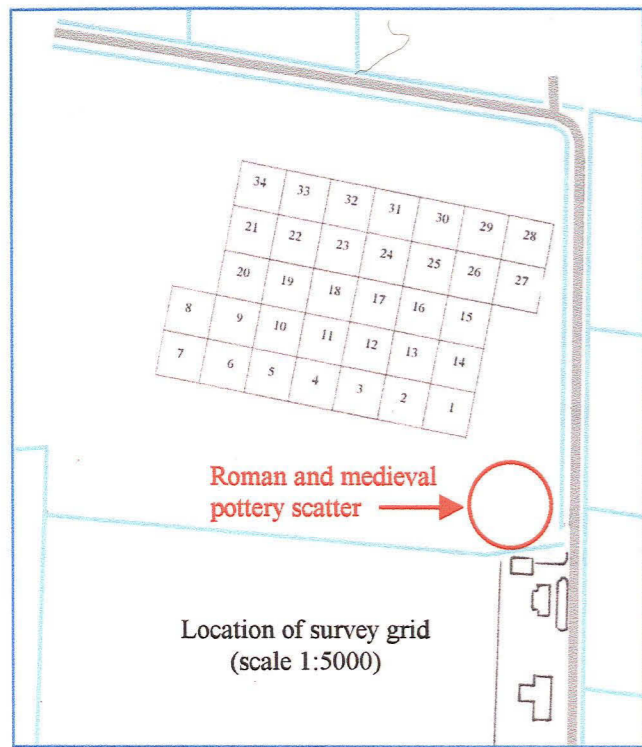 34 33 32 31 30 29 28
21 22 23 24 25 26 27
20 19 18 17 16 15
8 9 10 11 12 13 14
7 6 5 4 3 2 1
Roman and medieval
pottery scatter
Location of survey grid
(scale 1:5000)